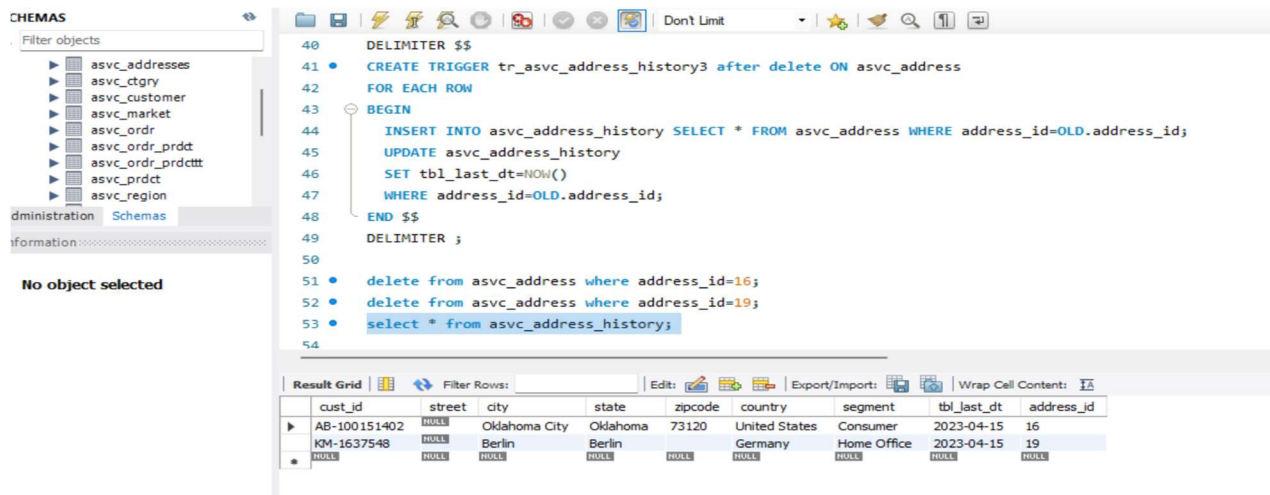 CHEMAS
Filter objects
asvc_addresses
asvc_ctgry
asvc_customer
asvc_market
asvc_ordr
asvc_ordr_prdct
asvc_ordr_prdcttt
asvc_prdct
asvc_region
dministration Schemas
nformation
No object selected
Don't Limit
40 DELIMITER $$
41 CREATE TRIGGER tr_asvc_address_history3 after delete ON asvc_address
42 FOR EACH ROW
43 BEGIN
44 INSERT INTO asvc_address_history SELECT * FROM asvc_address WHERE address_id=OLD.address_id;
45 UPDATE asvc_address_history
46 SET tbl_last_dt=NOW()
47 WHERE address_id=OLD.address_id;
48 END $$
49 DELIMITER ;
50
51 delete from asvc_address where address_id=16;
52 delete from asvc_address where address_id=19;
53 select * from asvc_address_history;
54
Result Grid Filter Rows: Edit: Export/Import: Wrap Cell Content: IA
cust_id street city state zipcode country segment tbl_last_dt address_id
AB-100151402 NULL Oklahoma City Oklahoma 73120 United States Consumer 2023-04-15 16
KM-1637548 NULL Berlin Berlin Germany Home Office 2023-04-15 19
NULL NULL NULL NULL NULL NULL NULL NULL NULL